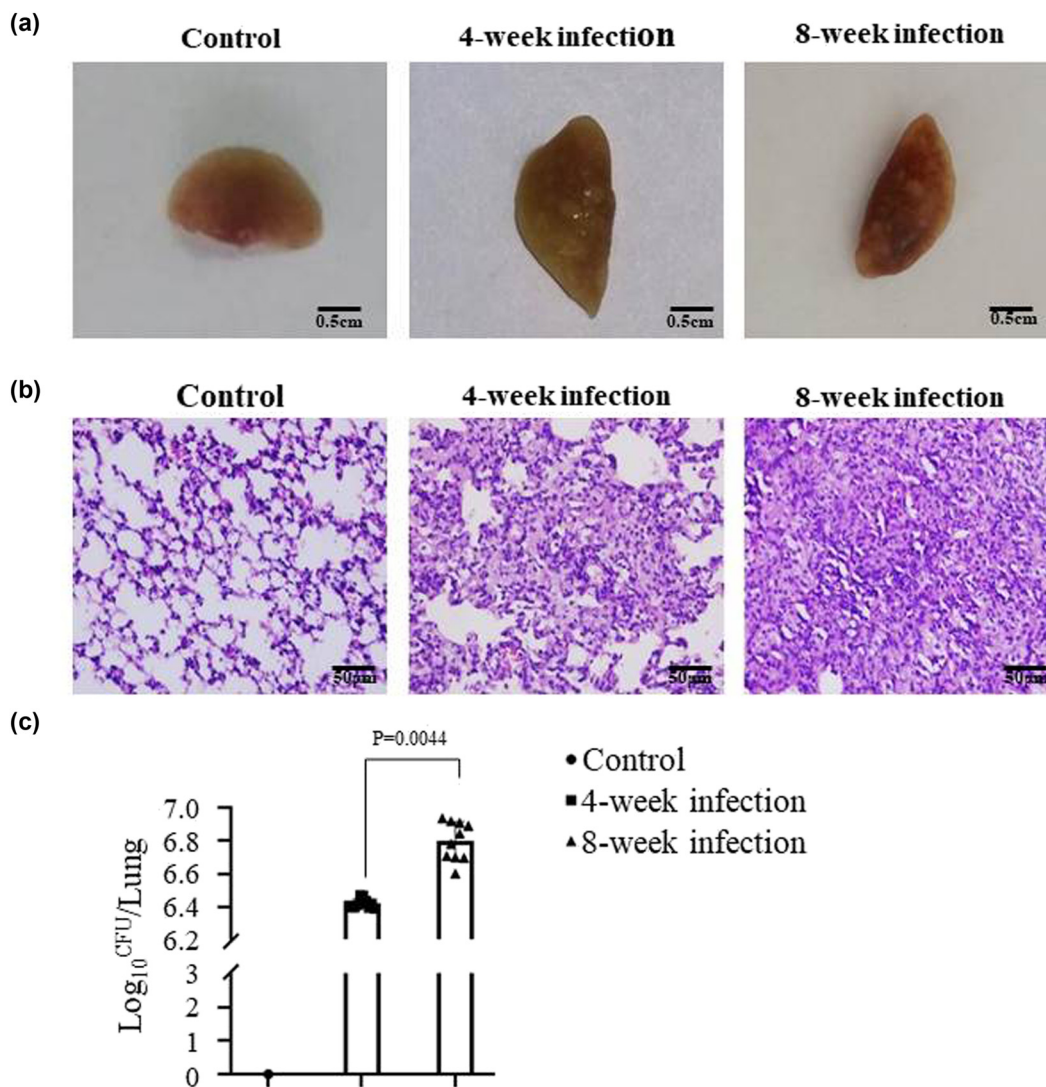 (a)
Control
4-week infection
8-week infection
0.5cm
0.5cm
0.5cm
(b)
Control
4-week infection
8-week infection
50μm
50μm
50μm
(c)
P=0.0044
Control
4-week infection
8-week infection
Log₁₀ᶜᶠᵁ/Lung
7.0
6.8
6.6
6.4
6.2
3
2
1
0